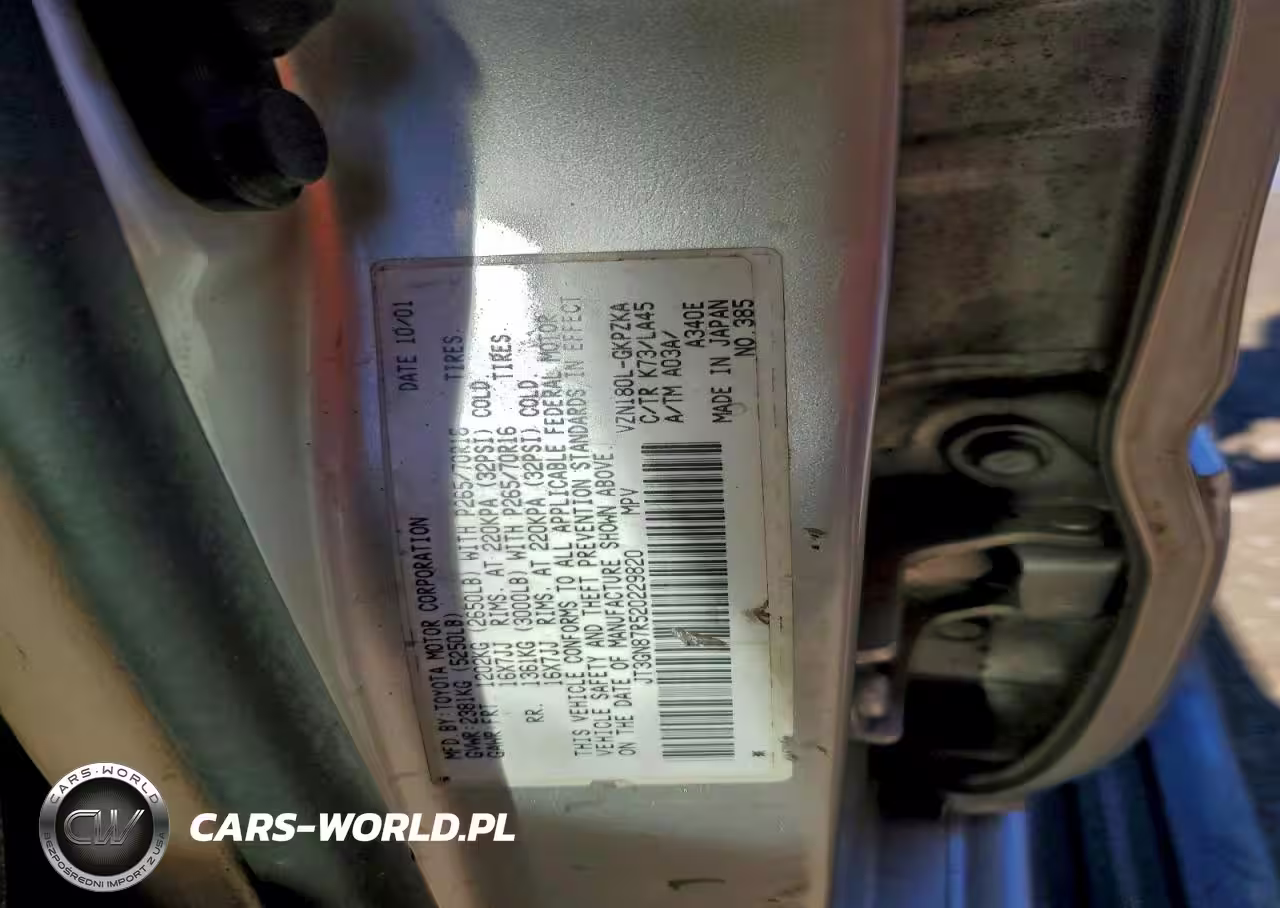 MFD BY:TOYOTA MOTOR CORPORATION DATE 10/01
GVWR 2381KG (5250LB)
GAWR FRT 1202KG (2650LB) WITH P265/70R16 TIRES,
16X7JJ RIMS, AT 220KPA (32PSI) COLD.
RR. 1361KG (3000LB) WITH P265/70R16 TIRES,
16X7JJ RIMS, AT 220KPA (32PSI) COLD.
THIS VEHICLE CONFORMS TO ALL APPLICABLE FEDERAL MOTOR
VEHICLE SAFETY AND THEFT PREVENTION STANDARDS IN EFFECT
ON THE DATE OF MANUFACTURE SHOWN ABOVE.
JT3GN87R520229820 MPV VZN180L-GKPZKA
C/TR K73/LA45
A/TM A03A/ A340E
MADE IN JAPAN
NO.385
CARS-WORLD
CW
BEZPOŚREDNI IMPORT Z USA
CARS-WORLD.PL